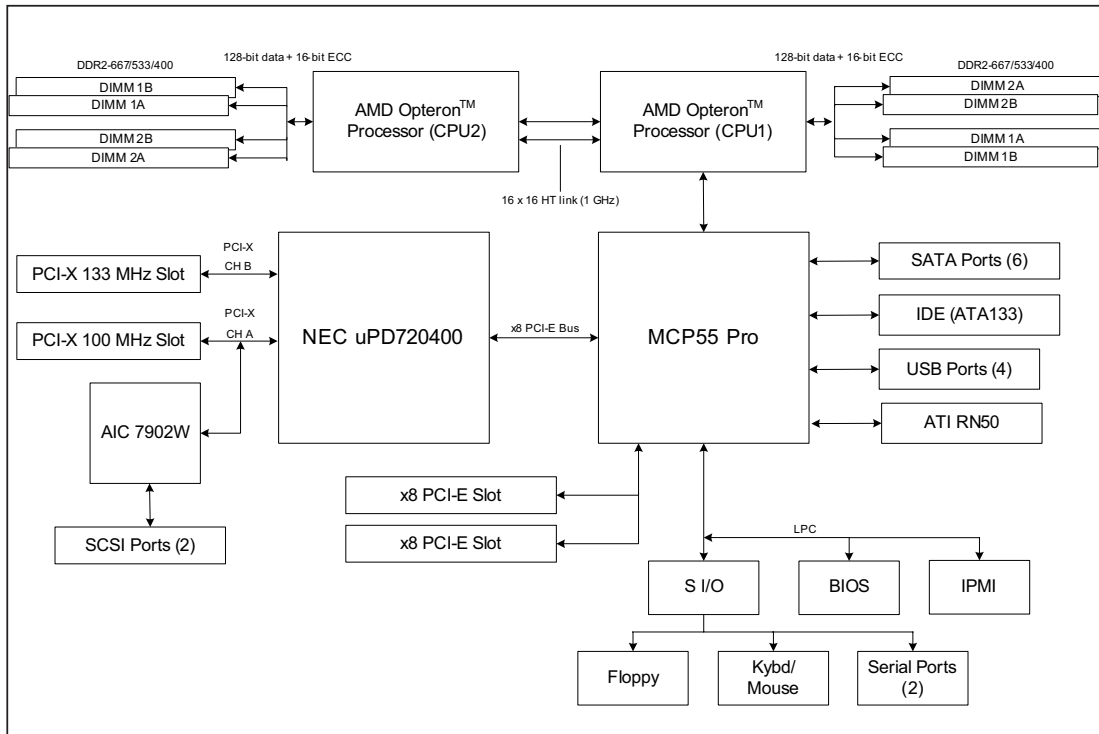 128-bit data + 16-bit ECC
128-bit data + 16-bit ECC
DDR2-667/533/400
DDR2-667/533/400
DIMM 1B
DIMM 1A
DIMM 2B
DIMM 2A
AMD Opteron™
Processor (CPU2)
AMD Opteron™
Processor (CPU1)
DIMM 2A
DIMM 2B
DIMM 1A
DIMM 1B
16 x 16 HT link (1 GHz)
PCI-X
CH B
PCI-X 133 MHz Slot
PCI-X
CH A
PCI-X 100 MHz Slot
NEC uPD720400
x8 PCI-E Bus
MCP55 Pro
SATA Ports (6)
IDE (ATA133)
USB Ports (4)
ATI RN50
AIC 7902W
SCSI Ports (2)
x8 PCI-E Slot
x8 PCI-E Slot
LPC
S I/O
BIOS
IPMI
Floppy
Kybd/
Mouse
Serial Ports
(2)